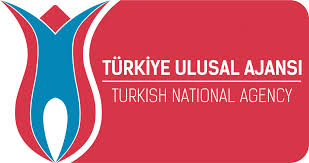 TÜRKİYE ULUSAL AJANSI
TURKISH NATIONAL AGENCY